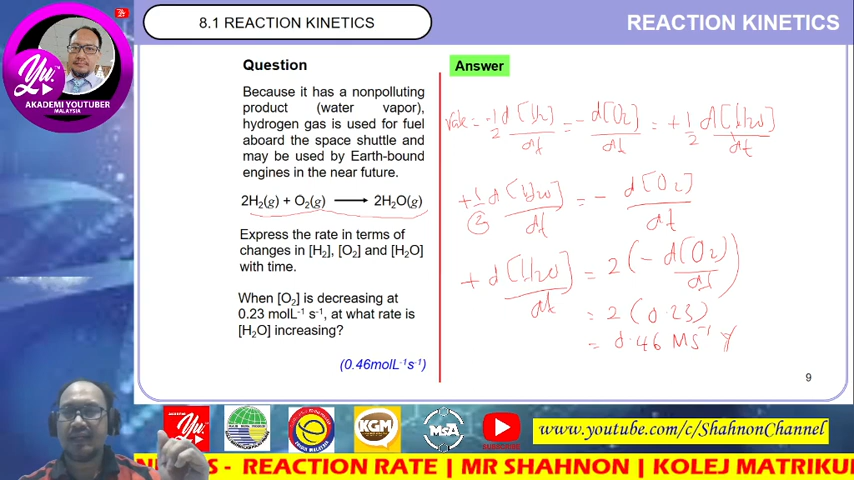 8.1 REACTION KINETICS
REACTION KINETICS
Yu.
AKADEMI YOUTUBER
MALAYSIA
Question
Because it has a nonpolluting
product (water vapor),
hydrogen gas is used for fuel
aboard the space shuttle and
may be used by Earth-bound
engines in the near future.
2H₂(g) + O₂(g) ⟶ 2H₂O(g)
Express the rate in terms of
changes in [H₂], [O₂] and [H₂O]
with time.
When [O₂] is decreasing at
0.23 molL⁻¹ s⁻¹, at what rate is
[H₂O] increasing?
(0.46molL⁻¹s⁻¹)
Answer
rate = -1/2 d[H₂]/dt = - d[O₂]/dt = + 1/2 d[H₂O]/dt
+ 1/2 d[H₂O]/dt = - d[O₂]/dt
+ d[H₂O]/dt = 2(- d[O₂]/dt)
= 2(0.23)
= 0.46 Ms⁻¹
9
Yu.
KGM
MSA
SUBSCRIBE
www.youtube.com/c/ShahnonChannel
S - REACTION RATE | MR SHAHNON | KOLEJ MATRIKU